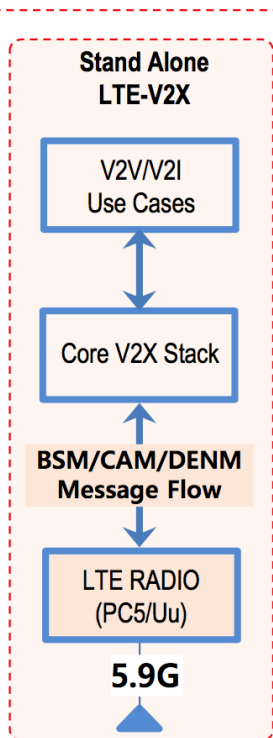 Stand Alone
LTE-V2X
V2V/V2I
Use Cases
Core V2X Stack
BSM/CAM/DENM
Message Flow
LTE RADIO
(PC5/Uu)
5.9G